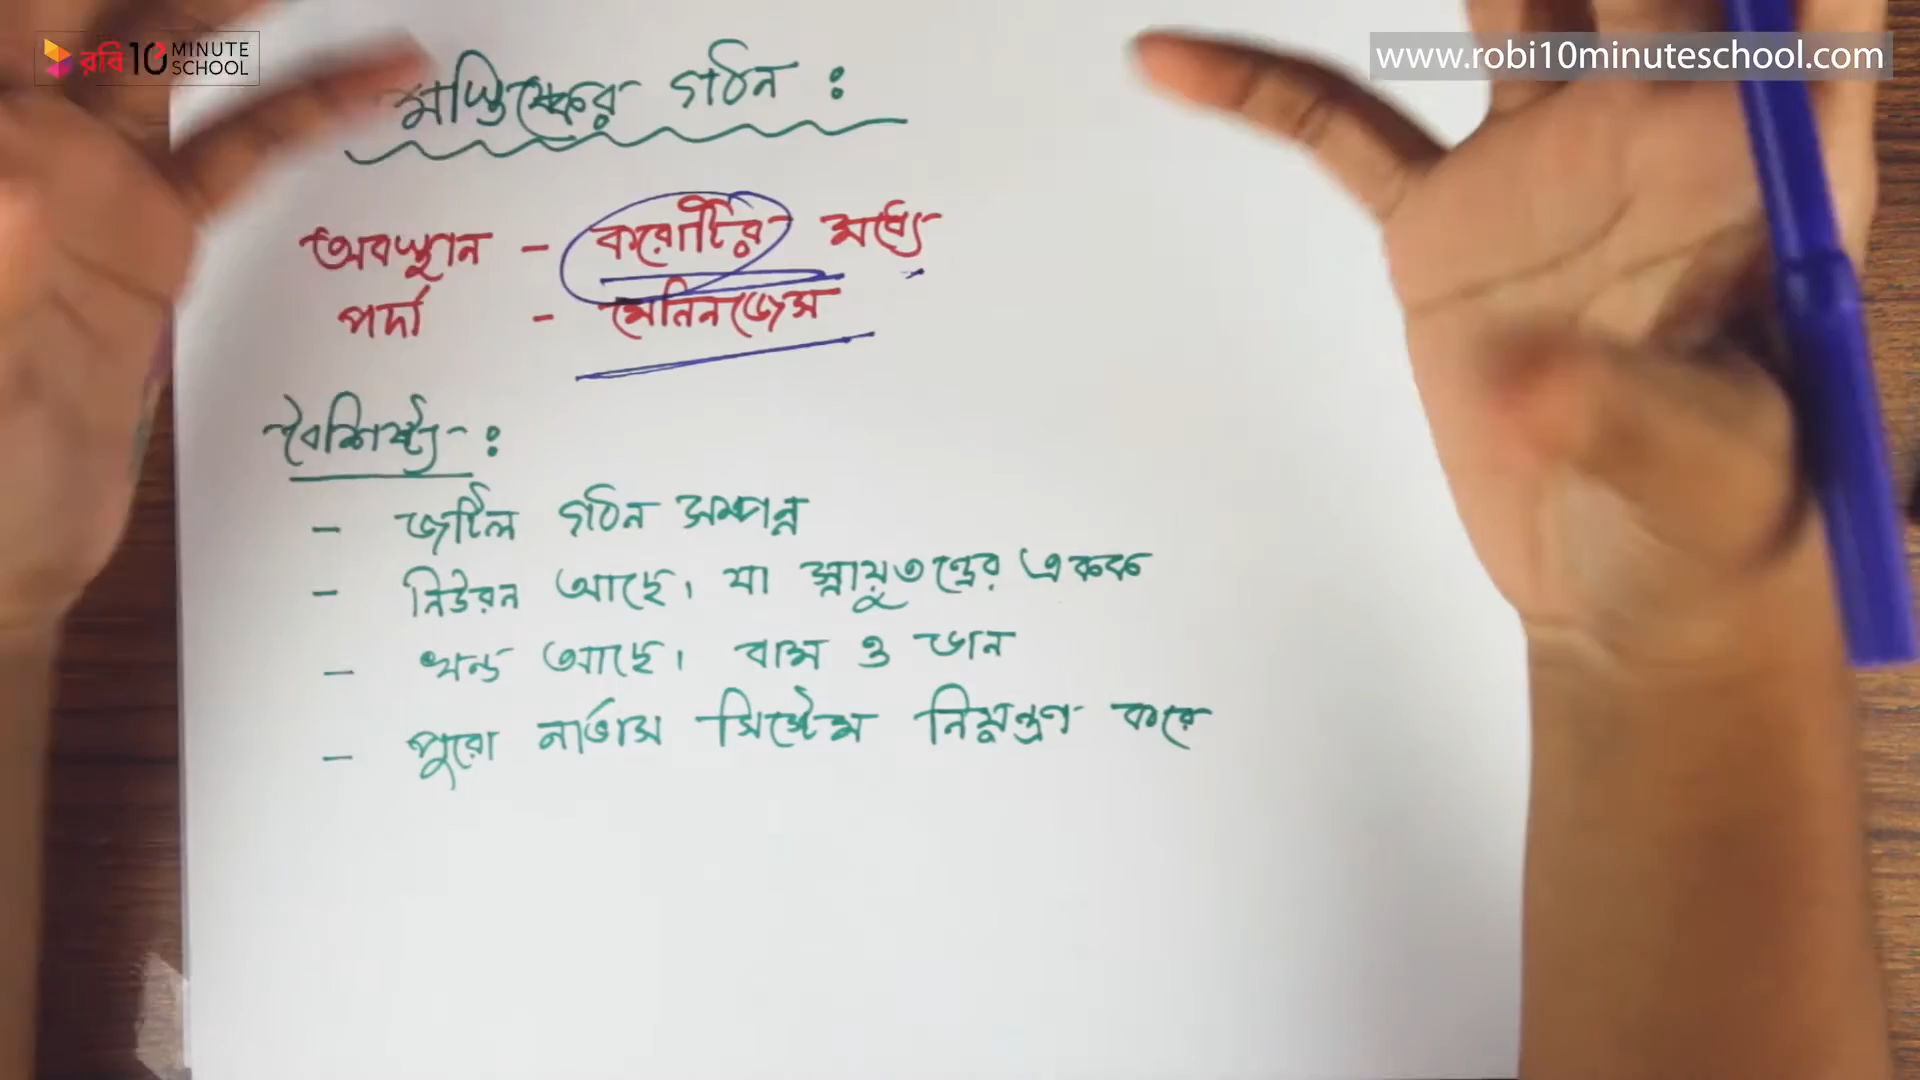 রবি 10 MINUTE SCHOOL
www.robi10minuteschool.com
মস্তিষ্কের গঠন :
অবস্থান - করোটির মধ্যে
পর্দা - মেনিনজেস
বৈশিষ্ট্য :
- জটিল গঠন সম্পন্ন
- নিউরন আছে। যা স্নায়ুতন্ত্রের একক
- খন্ড আছে। বাম ও ডান
- পুরো নার্ভাস সিস্টেম নিয়ন্ত্রণ করে